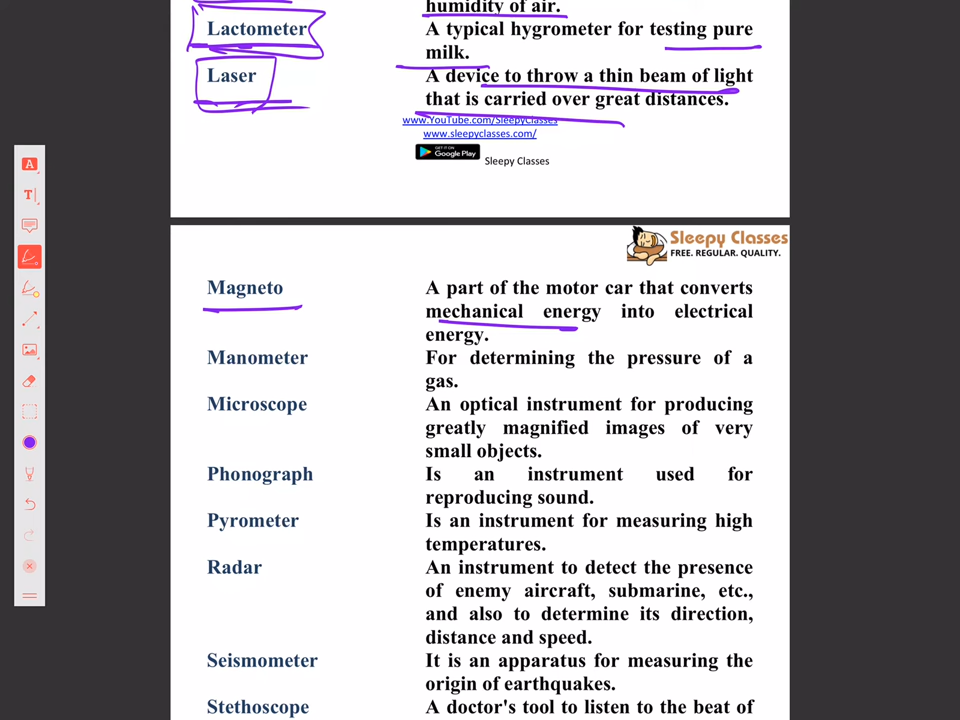 humidity of air.
Lactometer A typical hygrometer for testing pure
milk.
Laser A device to throw a thin beam of light
that is carried over great distances.
www.YouTube.com/SleepyClasses
www.sleepyclasses.com/
GET IT ON
Google Play Sleepy Classes
Sleepy Classes
FREE. REGULAR. QUALITY.
Magneto A part of the motor car that converts
mechanical energy into electrical
energy.
Manometer For determining the pressure of a
gas.
Microscope An optical instrument for producing
greatly magnified images of very
small objects.
Phonograph Is an instrument used for
reproducing sound.
Pyrometer Is an instrument for measuring high
temperatures.
Radar An instrument to detect the presence
of enemy aircraft, submarine, etc.,
and also to determine its direction,
distance and speed.
Seismometer It is an apparatus for measuring the
origin of earthquakes.
Stethoscope A doctor's tool to listen to the beat of